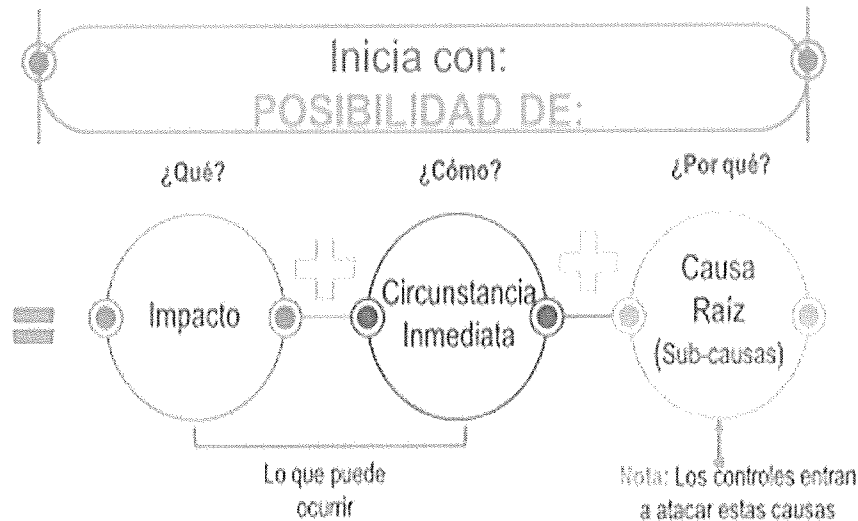 Inicia con:
POSIBILIDAD DE:
¿Qué?
¿Cómo?
¿Por qué?
Impacto
Circunstancia
Inmediata
Causa
Raíz
(Sub-causas)
Lo que puede
ocurrir
Nota: Los controles entran
a atacar estas causas